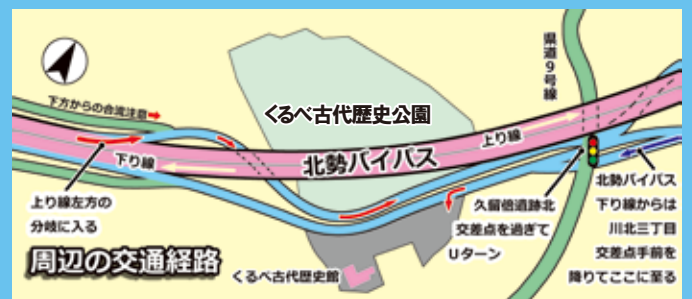 県道9号線
くるべ古代歴史公園
下方からの合流注意
上り線
下り線
北勢バイパス
上り線左方の
分岐に入る
久留倍遺跡北
交差点を過ぎて
Uターン
北勢バイパス
下り線からは
川北三丁目
交差点手前を
降りてここに至る
周辺の交通経路
くるべ古代歴史館